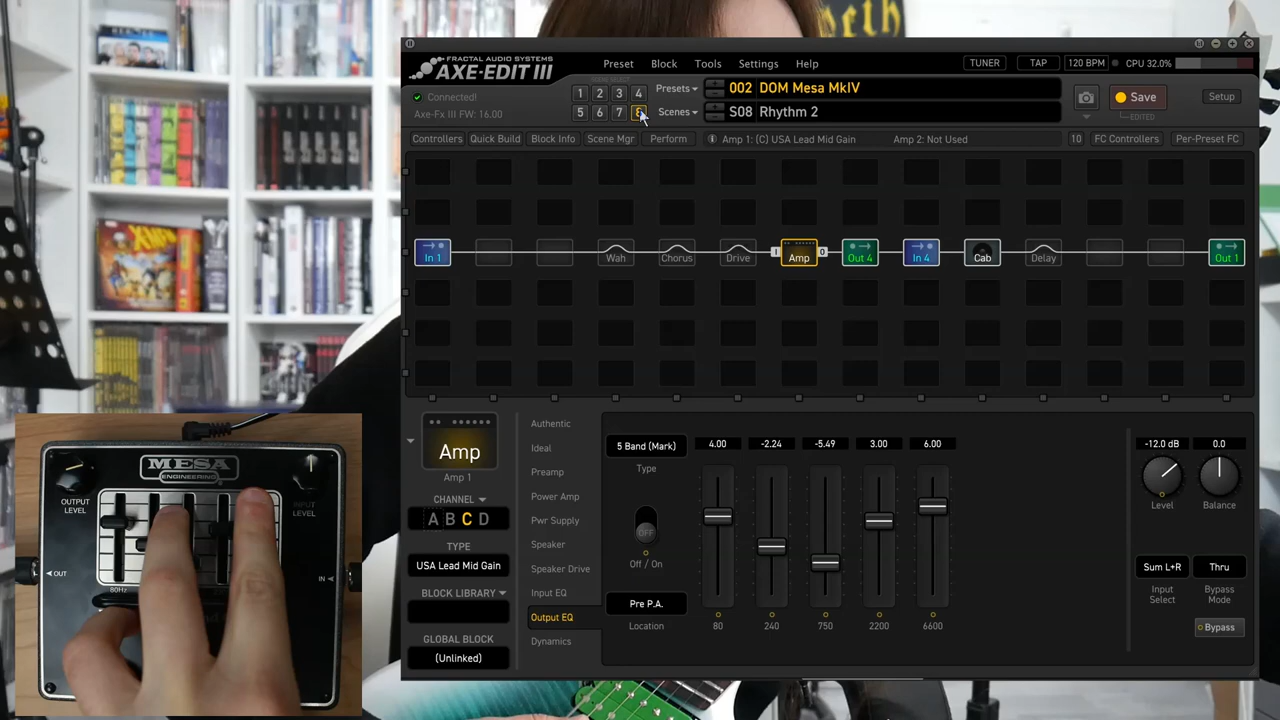 FRACTAL AUDIO SYSTEMS
AXE-EDIT III
Preset Block Tools Settings Help
TUNER TAP 120 BPM CPU 32.0%
SCENE SELECT
1 2 3 4
5 6 7
Connected!
Axe-Fx III FW: 16.00
Presets 002 DOM Mesa MkIV
Scenes S08 Rhythm 2
Save
EDITED
Setup
Controllers Quick Build Block Info Scene Mgr Perform Amp 1: (C) USA Lead Mid Gain Amp 2: Not Used 10 FC Controllers Per-Preset FC
In 1 Wah Chorus Drive I Amp O Out 4 In 4 Cab Delay Out 1
Amp
Amp 1
CHANNEL
A B C D
TYPE
USA Lead Mid Gain
BLOCK LIBRARY
GLOBAL BLOCK
(Unlinked)
Authentic
Ideal
Preamp
Power Amp
Pwr Supply
Speaker
Speaker Drive
Input EQ
Output EQ
Dynamics
5 Band (Mark)
Type
OFF
Off / On
Pre P.A.
Location
4.00 -2.24 -5.49 3.00 6.00
80 240 750 2200 6600
-12.0 dB 0.0
Level Balance
Sum L+R Thru
Input Select
Bypass Mode
Bypass
MESA
ENGINEERING
OUTPUT LEVEL
INPUT LEVEL
OUT
IN
80Hz